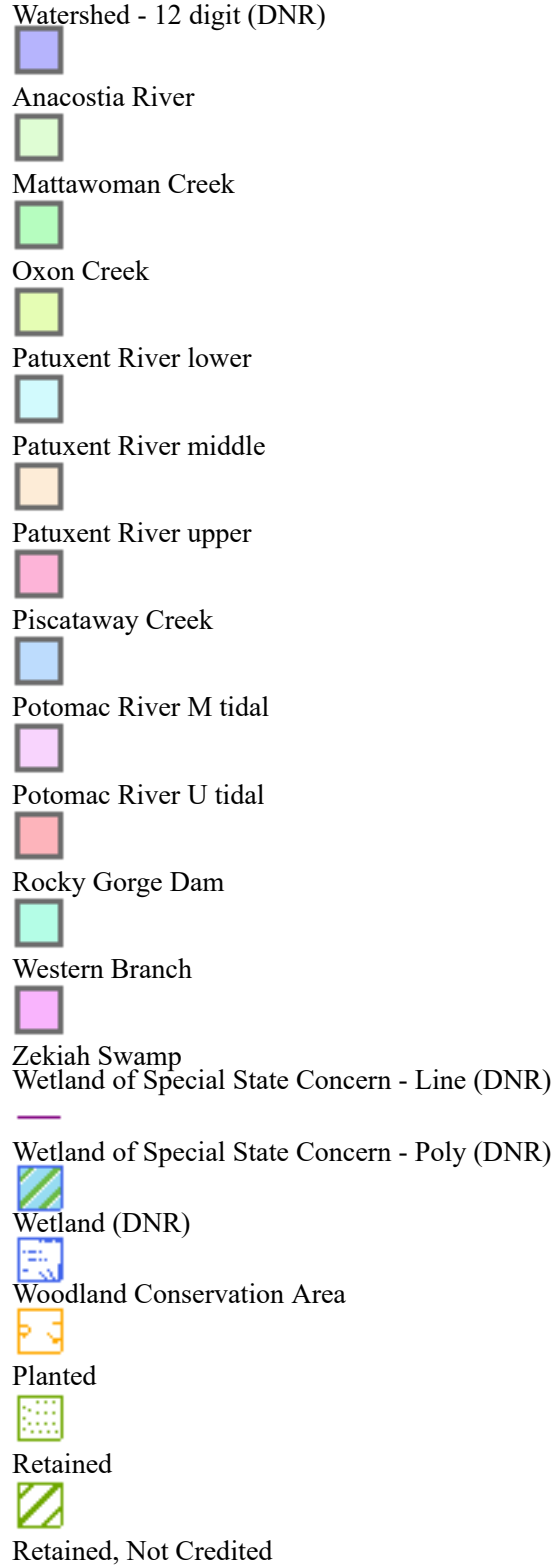 Watershed - 12 digit (DNR)
Anacostia River
Mattawoman Creek
Oxon Creek
Patuxent River lower
Patuxent River middle
Patuxent River upper
Piscataway Creek
Potomac River M tidal
Potomac River U tidal
Rocky Gorge Dam
Western Branch
Zekiah Swamp
Wetland of Special State Concern - Line (DNR)
Wetland of Special State Concern - Poly (DNR)
Wetland (DNR)
Woodland Conservation Area
Planted
Retained
Retained, Not Credited